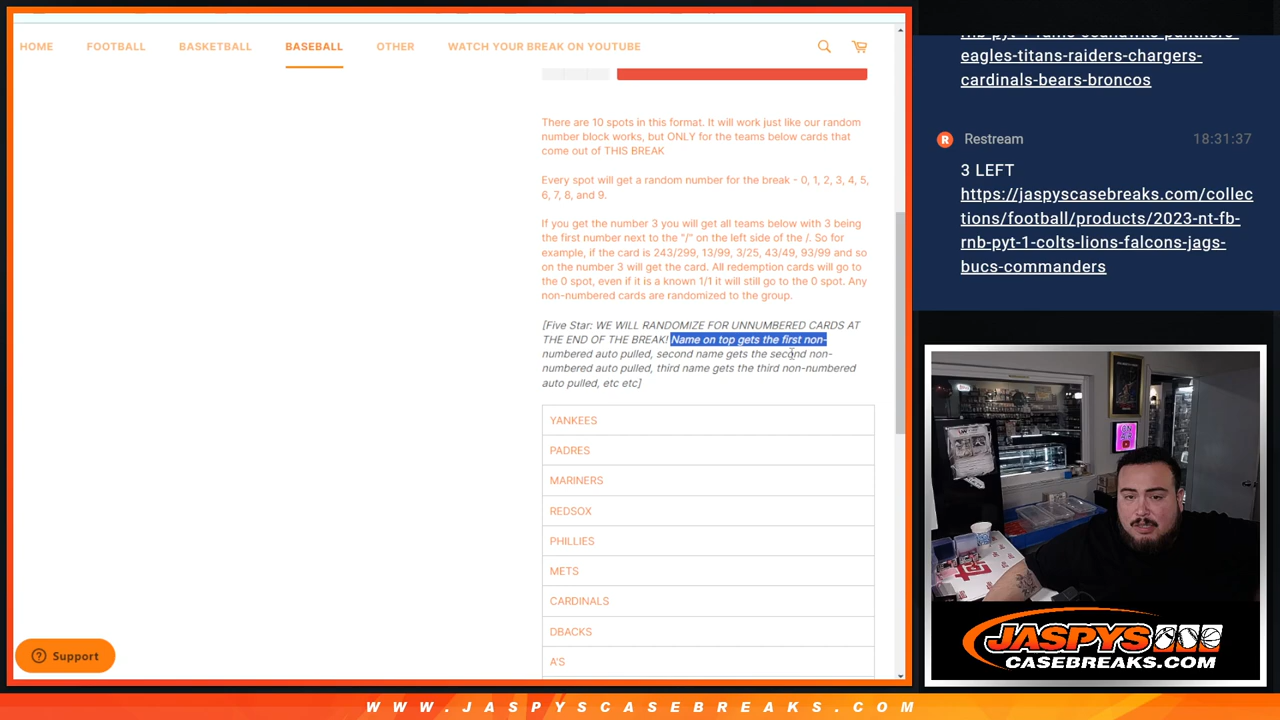 HOME FOOTBALL BASKETBALL BASEBALL OTHER WATCH YOUR BREAK ON YOUTUBE
There are 10 spots in this format. It will work just like our random
number block works, but ONLY for the teams below cards that
come out of THIS BREAK
Every spot will get a random number for the break - 0, 1, 2, 3, 4, 5,
6, 7, 8, and 9.
If you get the number 3 you will get all teams below with 3 being
the first number next to the "/" on the left side of the /. So for
example, if the card is 243/299, 13/99, 3/25, 43/49, 93/99 and so
on the number 3 will get the card. All redemption cards will go to
the 0 spot, even if it is a known 1/1 it will still go to the 0 spot. Any
non-numbered cards are randomized to the group.
[Five Star: WE WILL RANDOMIZE FOR UNNUMBERED CARDS AT
THE END OF THE BREAK! Name on top gets the first non-
numbered auto pulled, second name gets the second non-
numbered auto pulled, third name gets the third non-numbered
auto pulled, etc etc]
YANKEES
PADRES
MARINERS
REDSOX
PHILLIES
METS
CARDINALS
DBACKS
A'S
Support
rnb-pyt-1-rams-seahawks-panthers-
eagles-titans-raiders-chargers-
cardinals-bears-broncos
Restream 18:31:37
3 LEFT
https://jaspyscasebreaks.com/collec
tions/football/products/2023-nt-fb-
rnb-pyt-1-colts-lions-falcons-jags-
bucs-commanders
JASPYS
CASEBREAKS.COM
WWW.JASPYSCASEBREAKS.COM